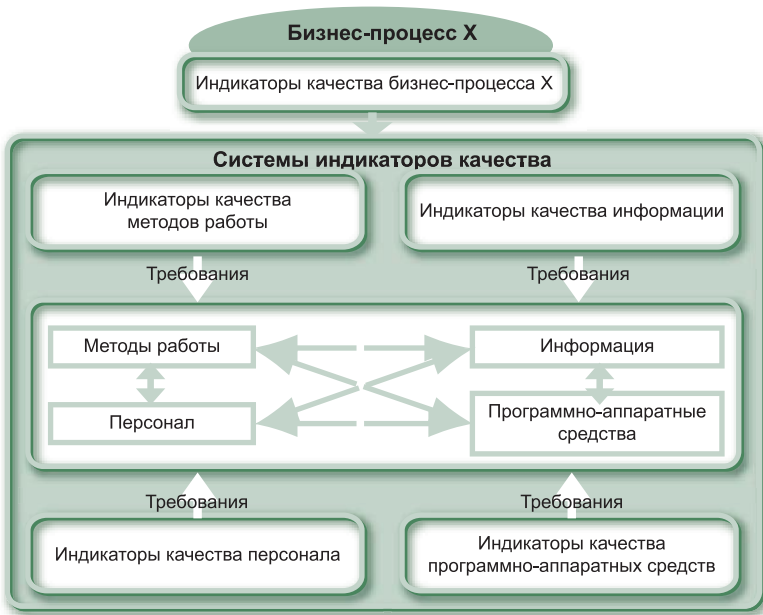 Бизнес-процесс X
Индикаторы качества бизнес-процесса X
Системы индикаторов качества
Индикаторы качества
методов работы
Индикаторы качества информации
Требования
Требования
Методы работы
Информация
Персонал
Программно-аппаратные
средства
Требования
Требования
Индикаторы качества персонала
Индикаторы качества
программно-аппаратных средств